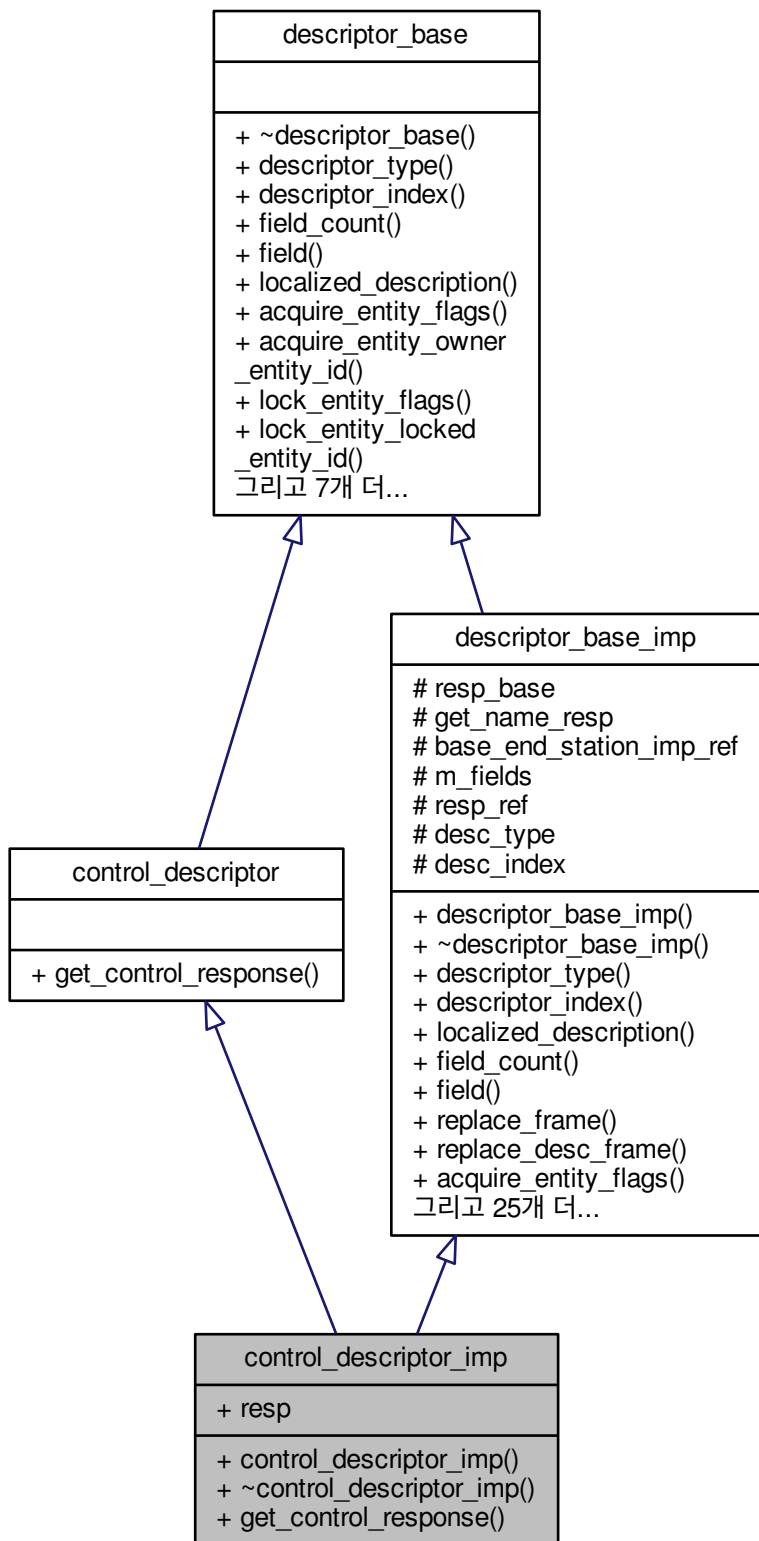 descriptor_base
+ ~descriptor_base()
+ descriptor_type()
+ descriptor_index()
+ field_count()
+ field()
+ localized_description()
+ acquire_entity_flags()
+ acquire_entity_owner
_entity_id()
+ lock_entity_flags()
+ lock_entity_locked
_entity_id()
그리고 7개 더...
descriptor_base_imp
# resp_base
# get_name_resp
# base_end_station_imp_ref
# m_fields
# resp_ref
# desc_type
# desc_index
+ descriptor_base_imp()
+ ~descriptor_base_imp()
+ descriptor_type()
+ descriptor_index()
+ localized_description()
+ field_count()
+ field()
+ replace_frame()
+ replace_desc_frame()
+ acquire_entity_flags()
그리고 25개 더...
control_descriptor
+ get_control_response()
control_descriptor_imp
+ resp
+ control_descriptor_imp()
+ ~control_descriptor_imp()
+ get_control_response()